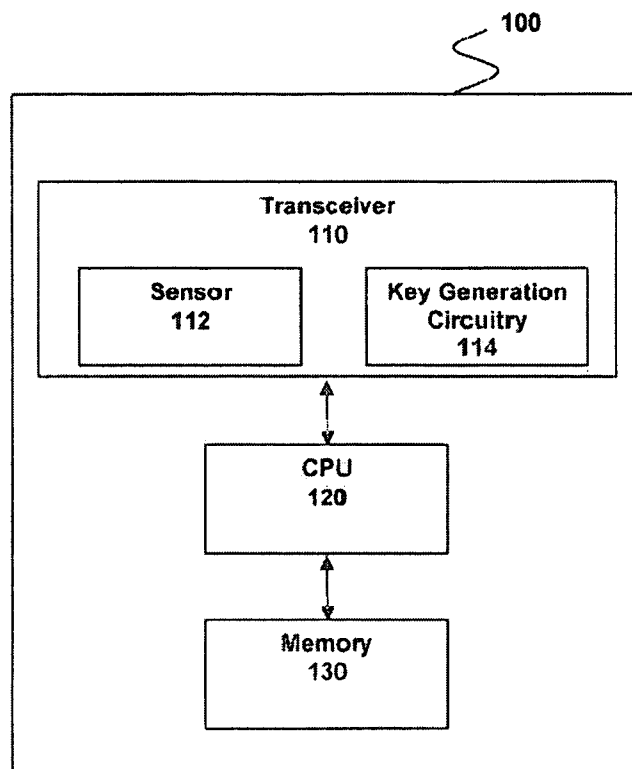 100
Transceiver
110
Sensor
112
Key Generation
Circuitry
114
CPU
120
Memory
130